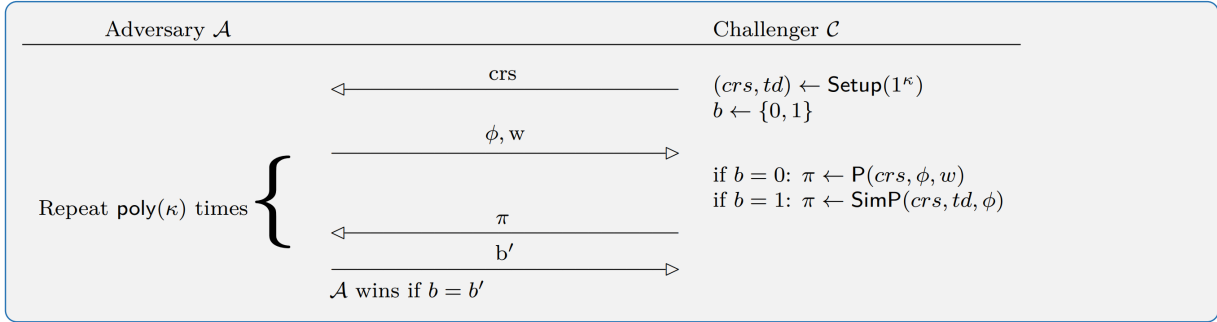 Adversary 𝒜 Challenger 𝒞
crs
(crs, td) ← Setup(1^κ)
b ← {0, 1}
ϕ, w
if b = 0: π ← P(crs, ϕ, w)
if b = 1: π ← SimP(crs, td, ϕ)
Repeat poly(κ) times {
π
b′
𝒜 wins if b = b′